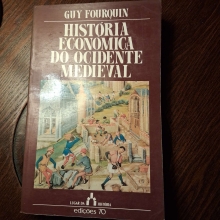 GUY FOURQUIN
HISTÓRIA
ECONÓMICA
DO OCIDENTE
MEDIEVAL
LUGAR DA HISTÓRIA
edições 70